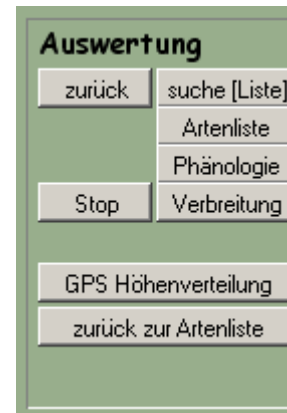 Auswertung
zurück suche [Liste]
Artenliste
Phänologie
Stop Verbreitung
GPS Höhenverteilung
zurück zur Artenliste